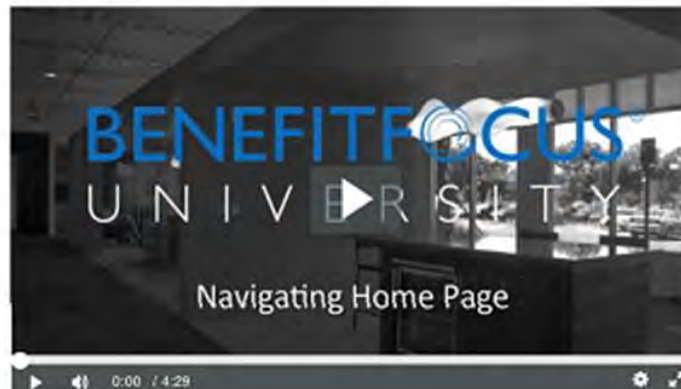 BENEFITFOCUS®
UNIVERSITY
Navigating Home Page
0:00 / 4:29